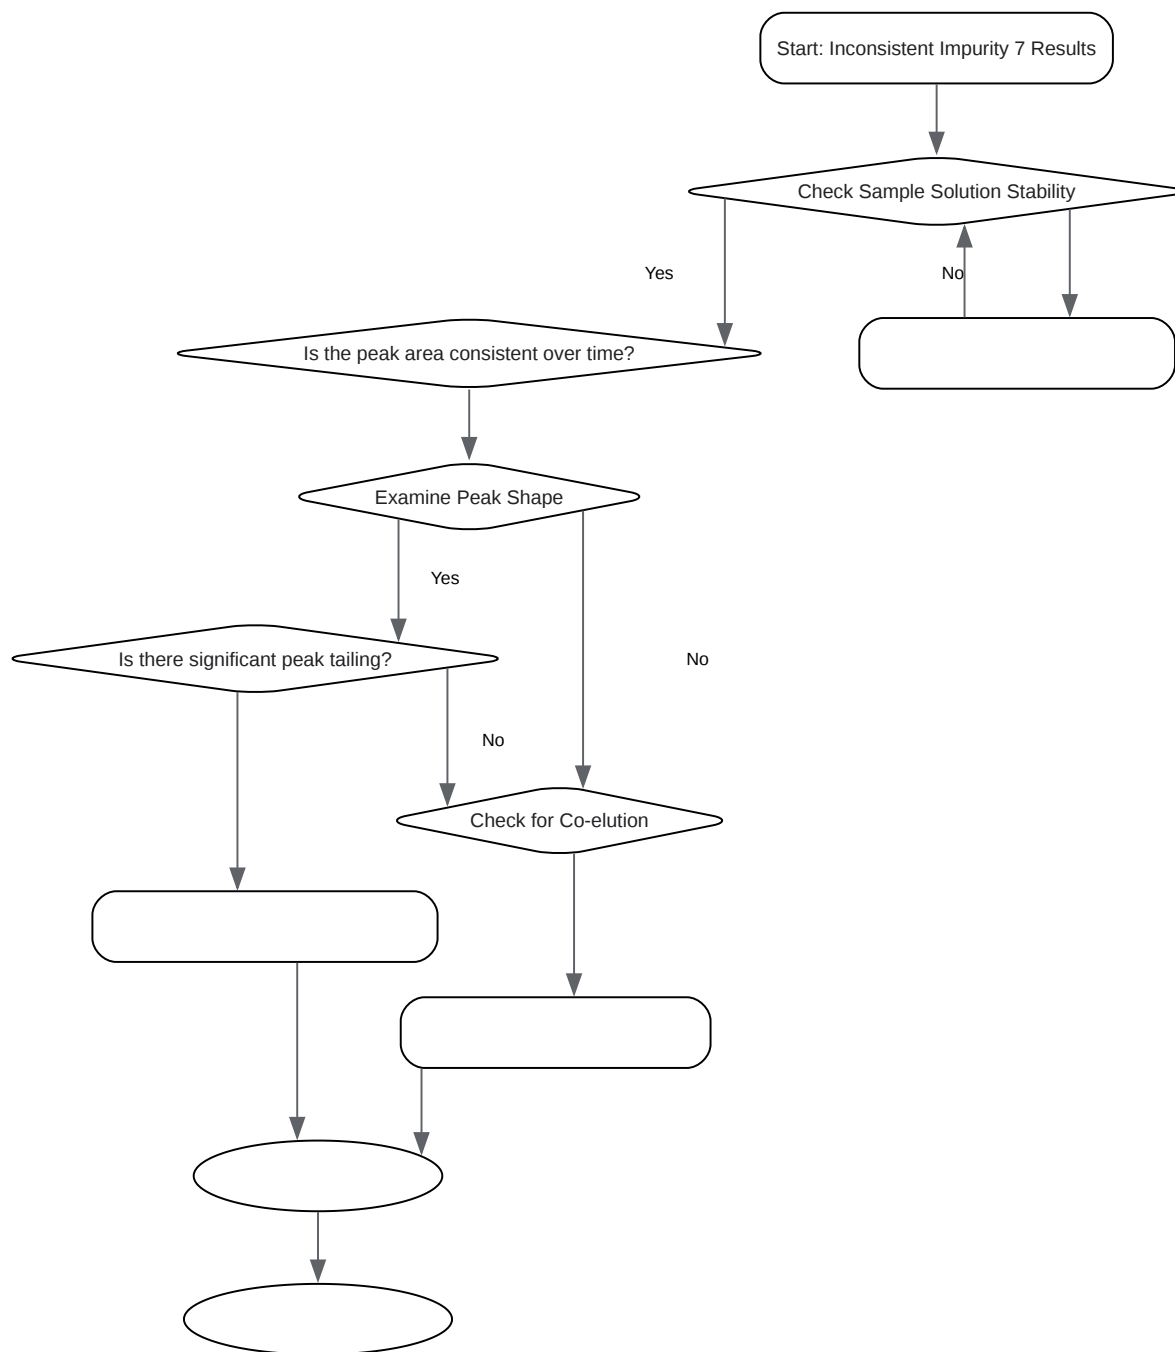 Start: Inconsistent Impurity 7 Results
Check Sample Solution Stability
Yes
No
Is the peak area consistent over time?
Examine Peak Shape
Yes
Is there significant peak tailing?
No
No
Check for Co-elution